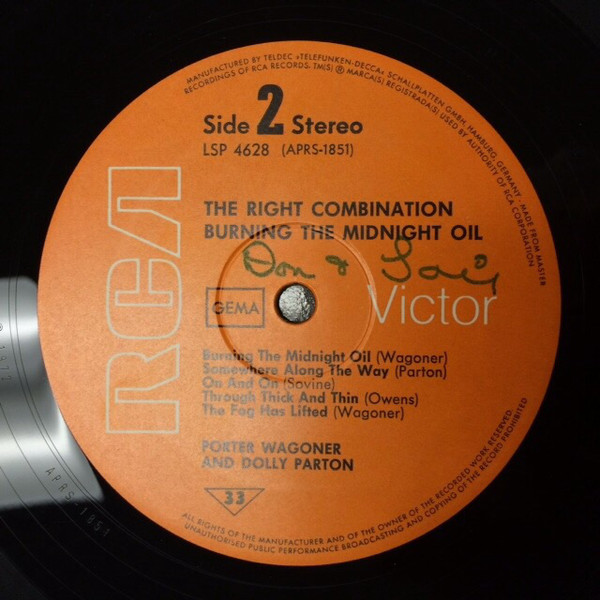 MANUFACTURED BY TELDEC »TELEFUNKEN-DECCA« SCHALLPLATTEN GMBH, HAMBURG, GERMANY · MADE FROM MASTER
RECORDINGS OF RCA RECORDS. TM(S) ® MARCA(S) REGISTRADA(S) USED BY AUTHORITY OF RCA CORPORATION
Side 2 Stereo
LSP 4628 (APRS-1851)
RCA
THE RIGHT COMBINATION
BURNING THE MIDNIGHT OIL
Don &
GEMA
Victor
Burning The Midnight Oil (Wagoner)
Somewhere Along The Way (Parton)
On And On (Sovine)
Through Thick And Thin (Owens)
The Fog Has Lifted (Wagoner)
PORTER WAGONER
AND DOLLY PARTON
33
ALL RIGHTS OF THE MANUFACTURER AND OF THE OWNER OF THE RECORDED WORK RESERVED.
UNAUTHORISED PUBLIC PERFORMANCE BROADCASTING AND COPYING OF THE RECORD PROHIBITED
APRS-1851